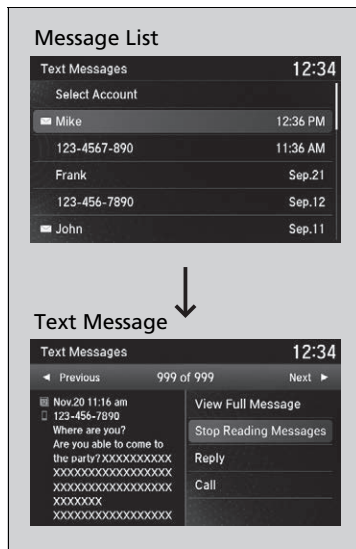 Message List
Text Messages 12:34
Select Account
Mike 12:36 PM
123-4567-890 11:36 AM
Frank Sep.21
123-456-7890 Sep.12
John Sep.11
Text Message
Text Messages 12:34
◄ Previous 999 of 999 Next ►
Nov.20 11:16 am
123-456-7890
Where are you?
Are you able to come to
the party?XXXXXXXXXX
XXXXXXXXXXXXXXXXX
XXXXXXXXXXXXXXXXX
XXXXXXX
XXXXXXXXXXXXXXXXX
View Full Message
Stop Reading Messages
Reply
Call